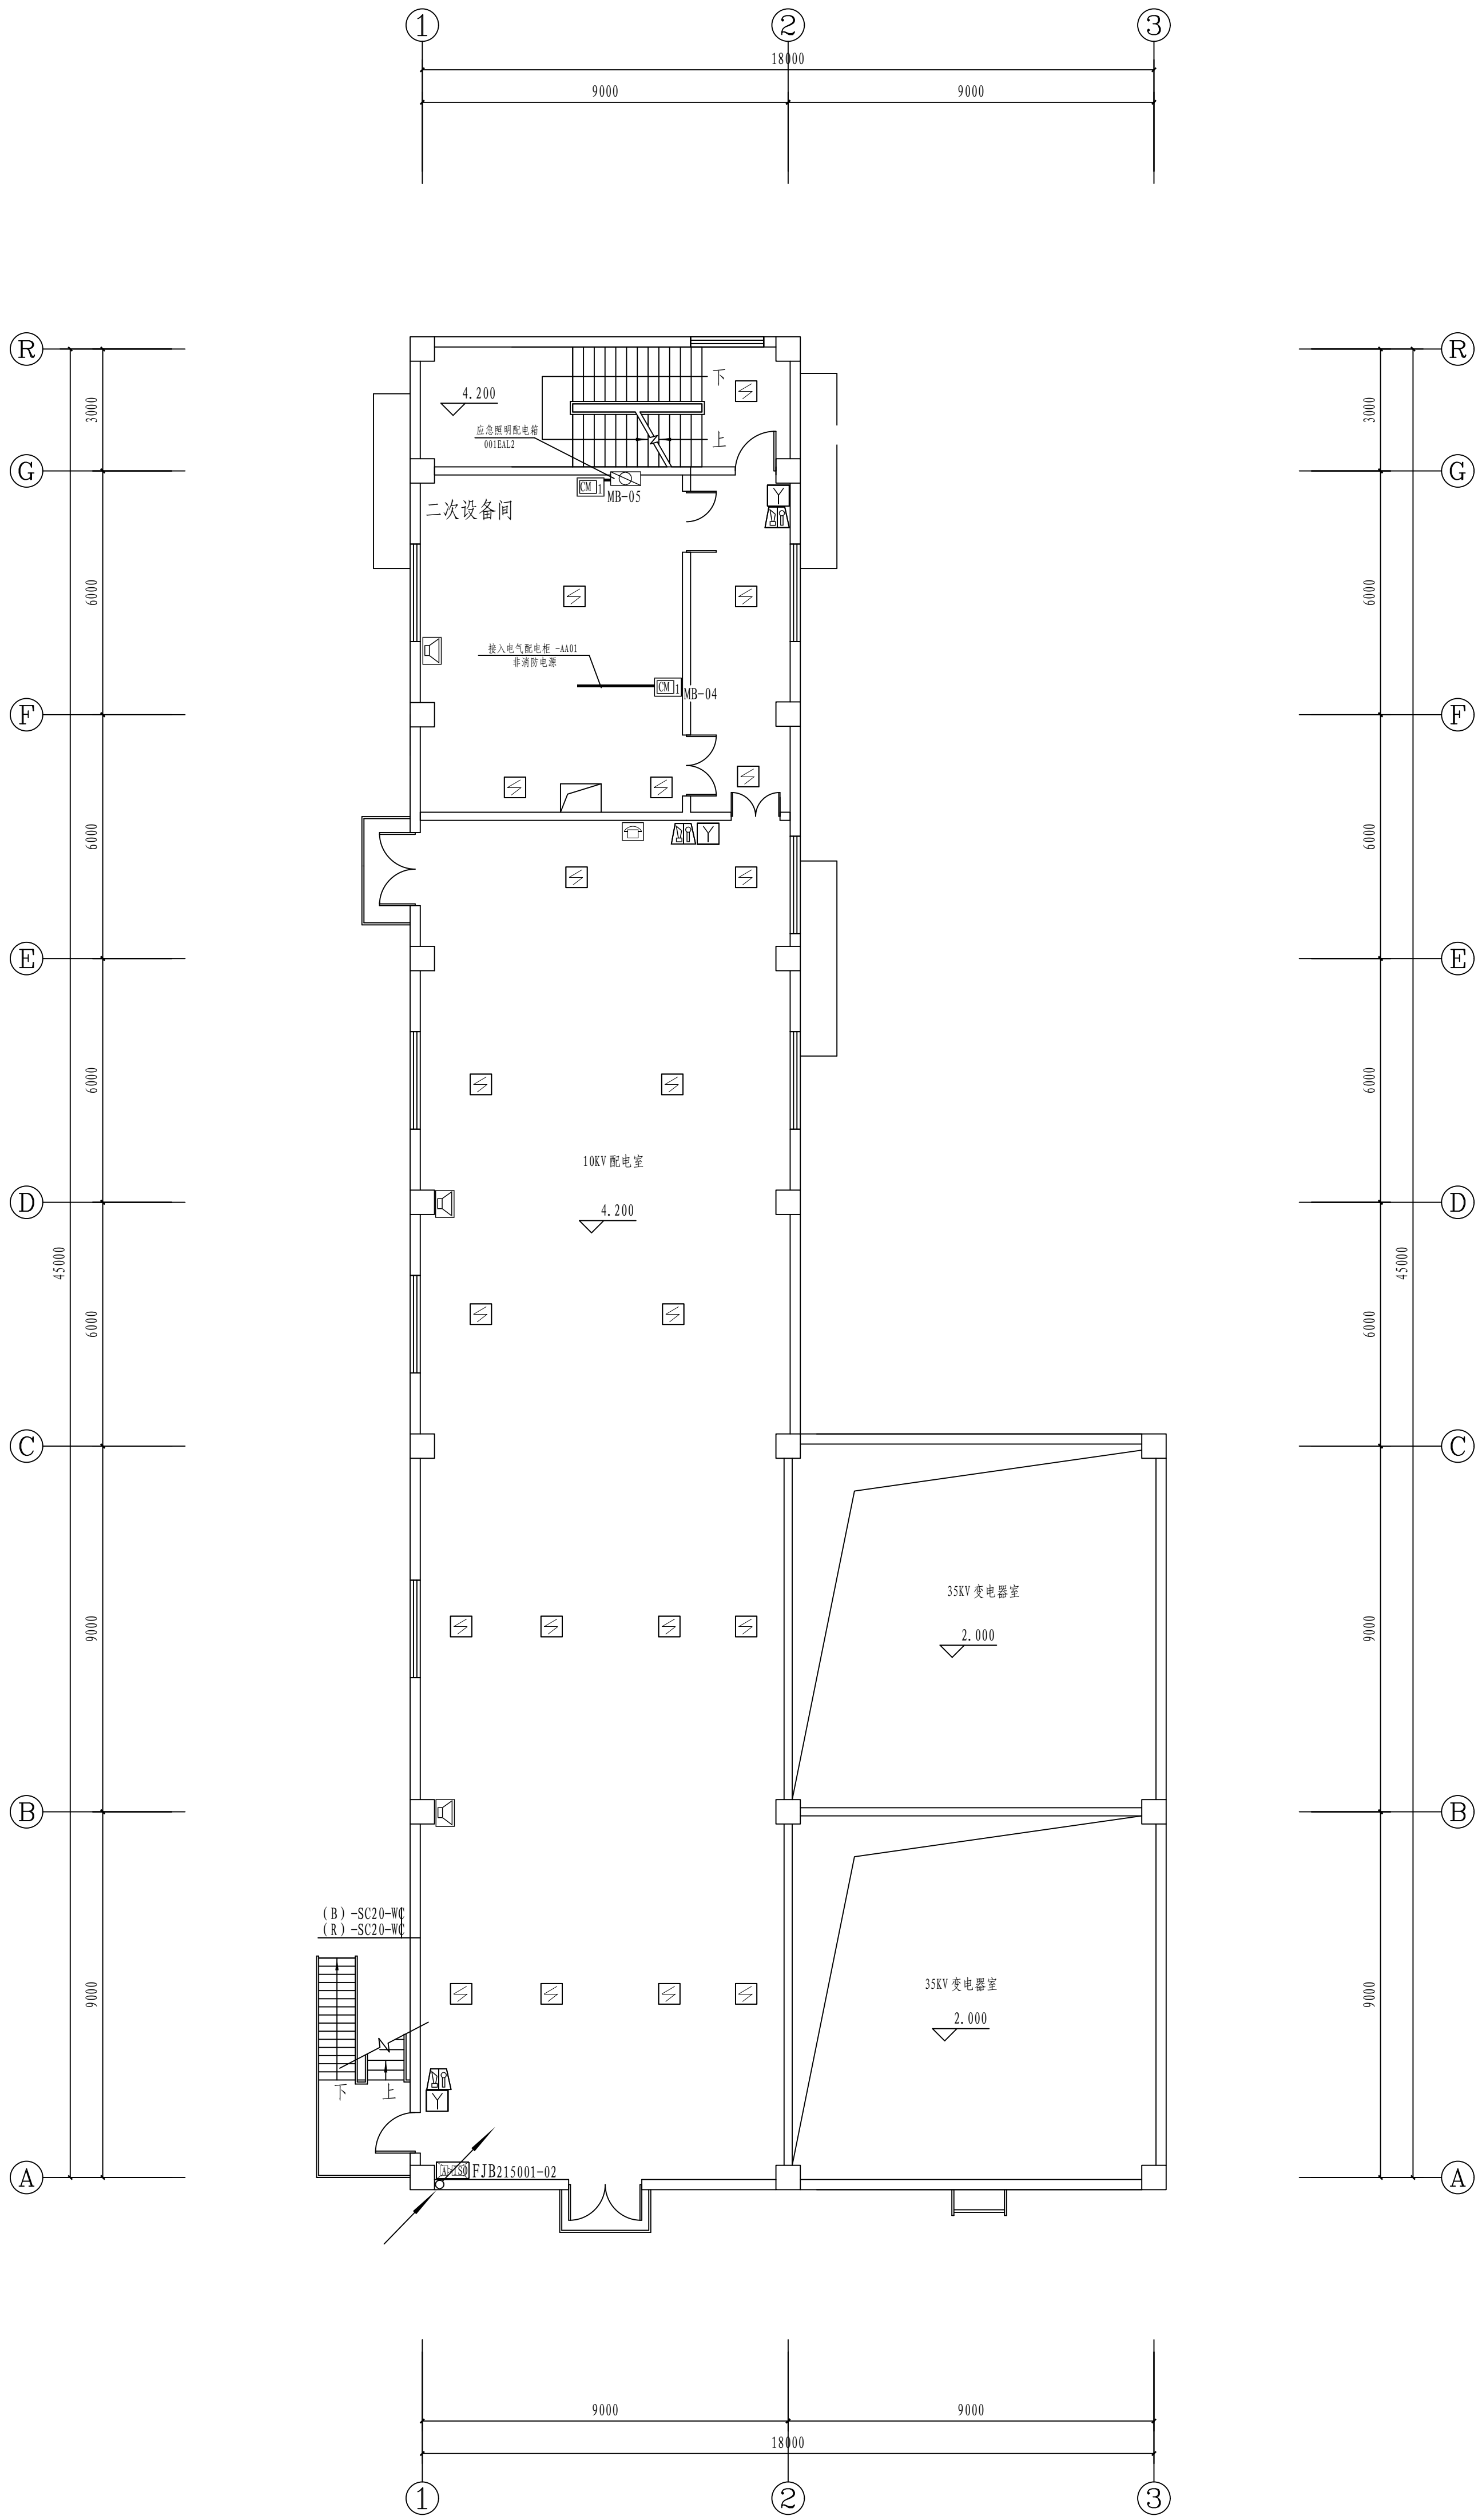 1
2
3
18000
9000
9000
R
R
3000
3000
4.200
下
应急照明配电箱
001EAL2
上
G
G
CM 1
MB-05
二次设备间
Y
6000
6000
接入电气配电柜 -AA01
非消防电源
CM 1
MB-04
F
F
6000
6000
Y
E
E
6000
6000
10KV 配电室
D
D
4.200
45000
45000
6000
6000
C
C
35KV 变电器室
9000
9000
2.000
B
B
(B)-SC20-WC
(R)-SC20-WC
9000
9000
35KV 变电器室
2.000
下
上
Y
FJB215001-02
A
A
9000
9000
18000
1
2
3